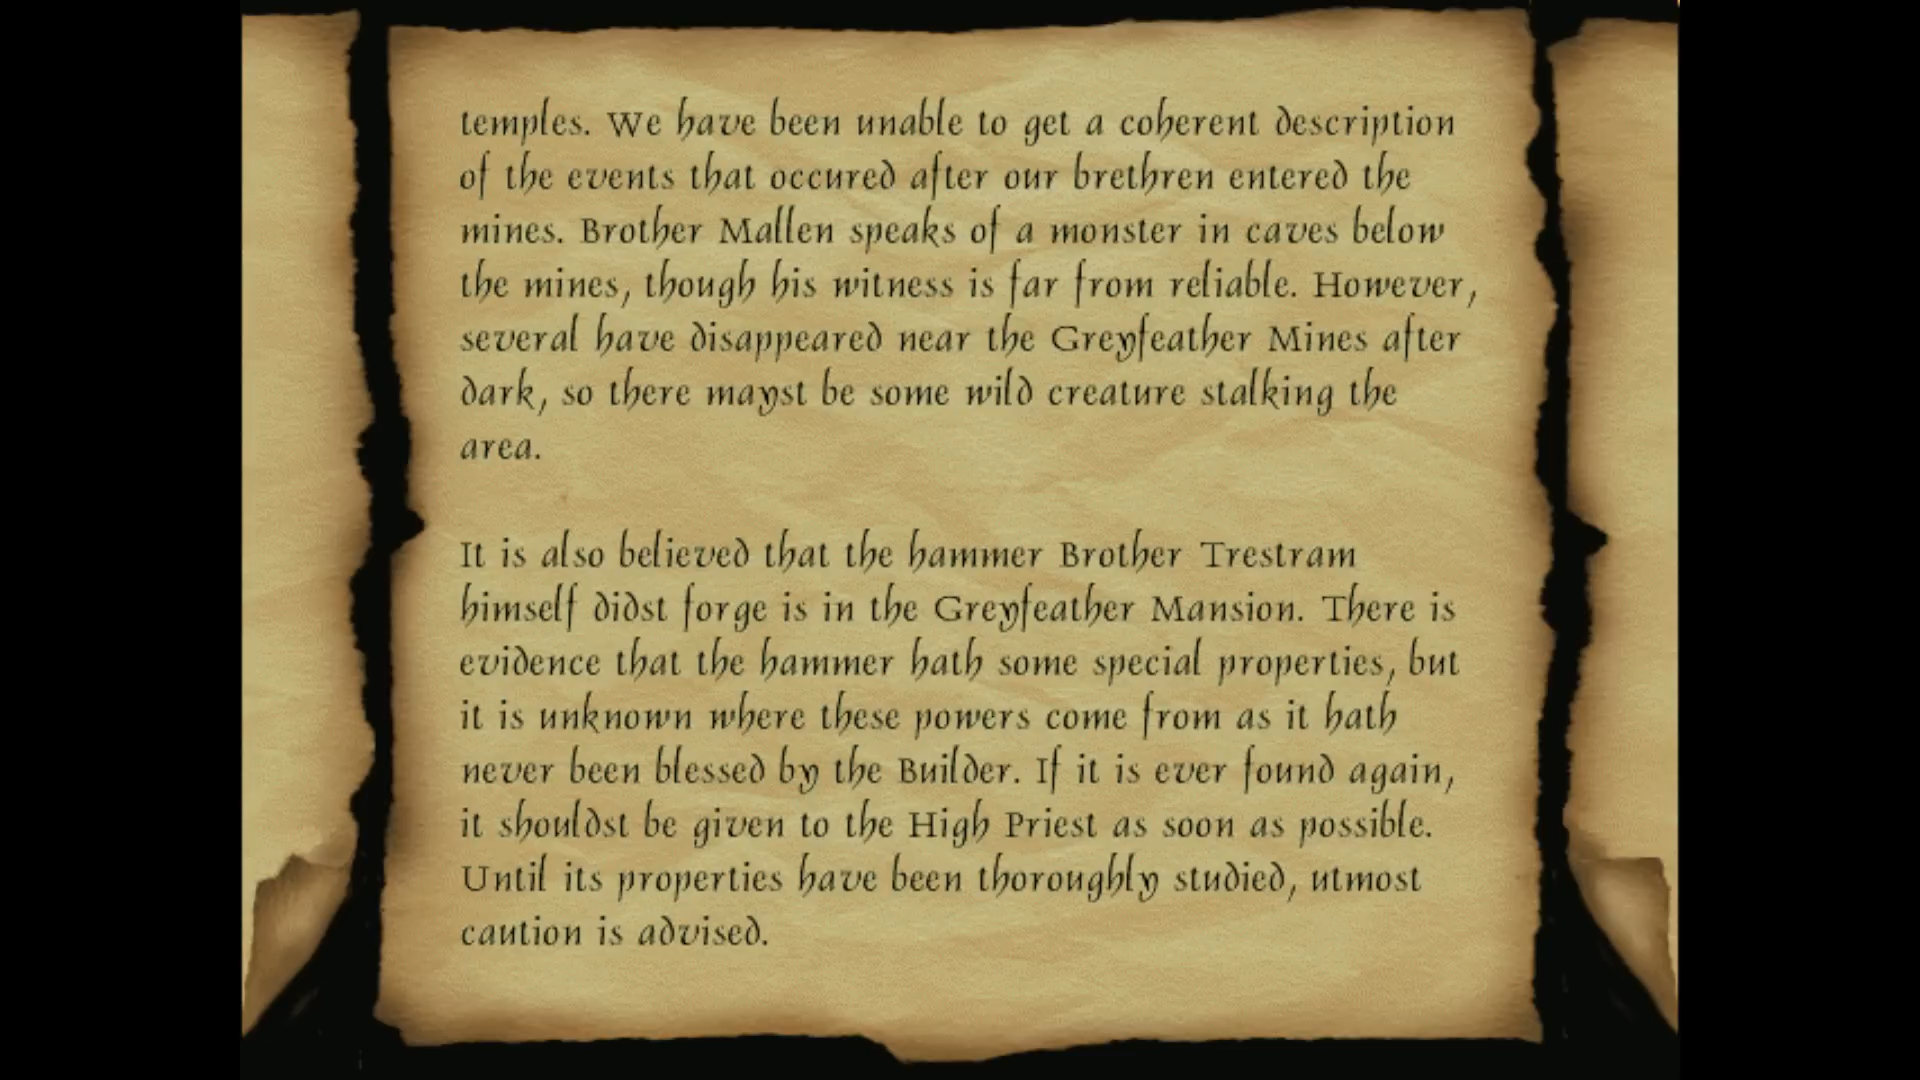 temples. We have been unable to get a coherent description
of the events that occured after our brethren entered the
mines. Brother Mallen speaks of a monster in caves below
the mines, though his witness is far from reliable. However,
several have disappeared near the Greyfeather Mines after
dark, so there mayst be some wild creature stalking the
area.
It is also believed that the hammer Brother Trestram
himself didst forge is in the Greyfeather Mansion. There is
evidence that the hammer hath some special properties, but
it is unknown where these powers come from as it hath
never been blessed by the Builder. If it is ever found again,
it shouldst be given to the High Priest as soon as possible.
Until its properties have been thoroughly studied, utmost
caution is advised.